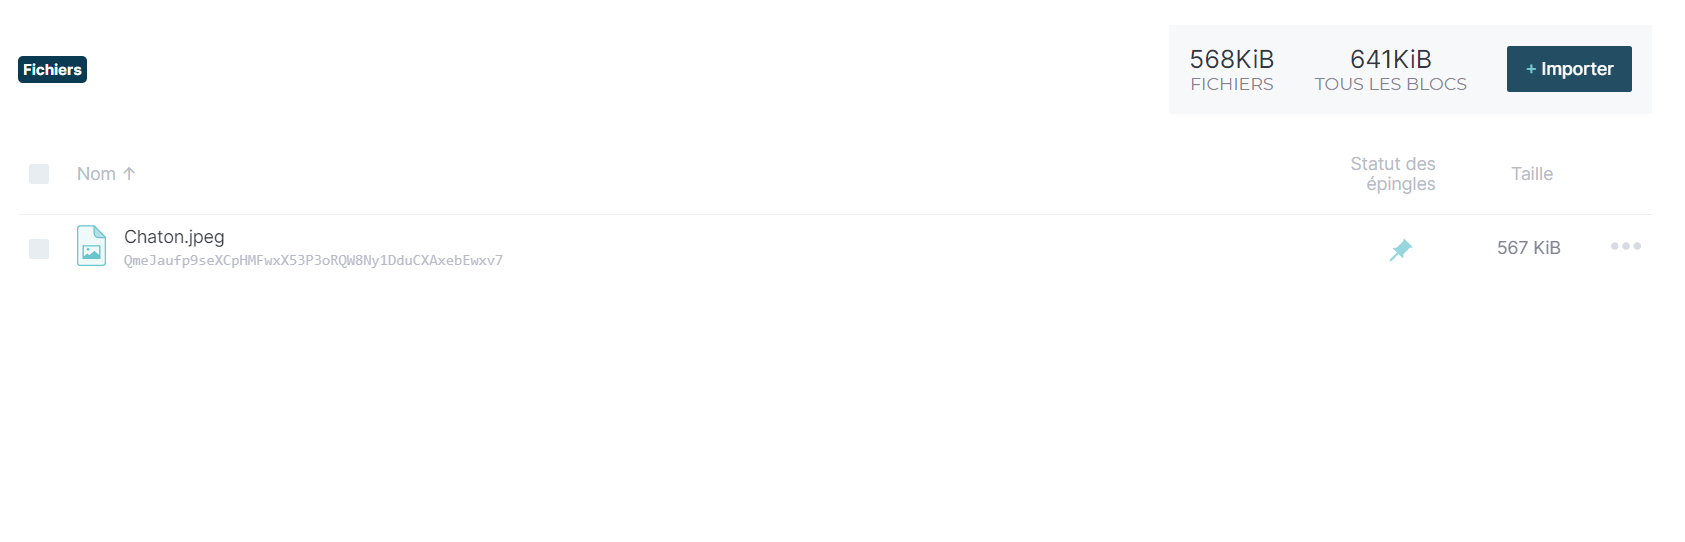 Fichiers
568KiB
FICHIERS
641KiB
TOUS LES BLOCS
+ Importer
Nom ↑
Statut des
épingles
Taille
Chaton.jpeg
QmeJaufp9seXCpHMFwxX53P3oRQW8Ny1DduCXAxebEwxv7
567 KiB